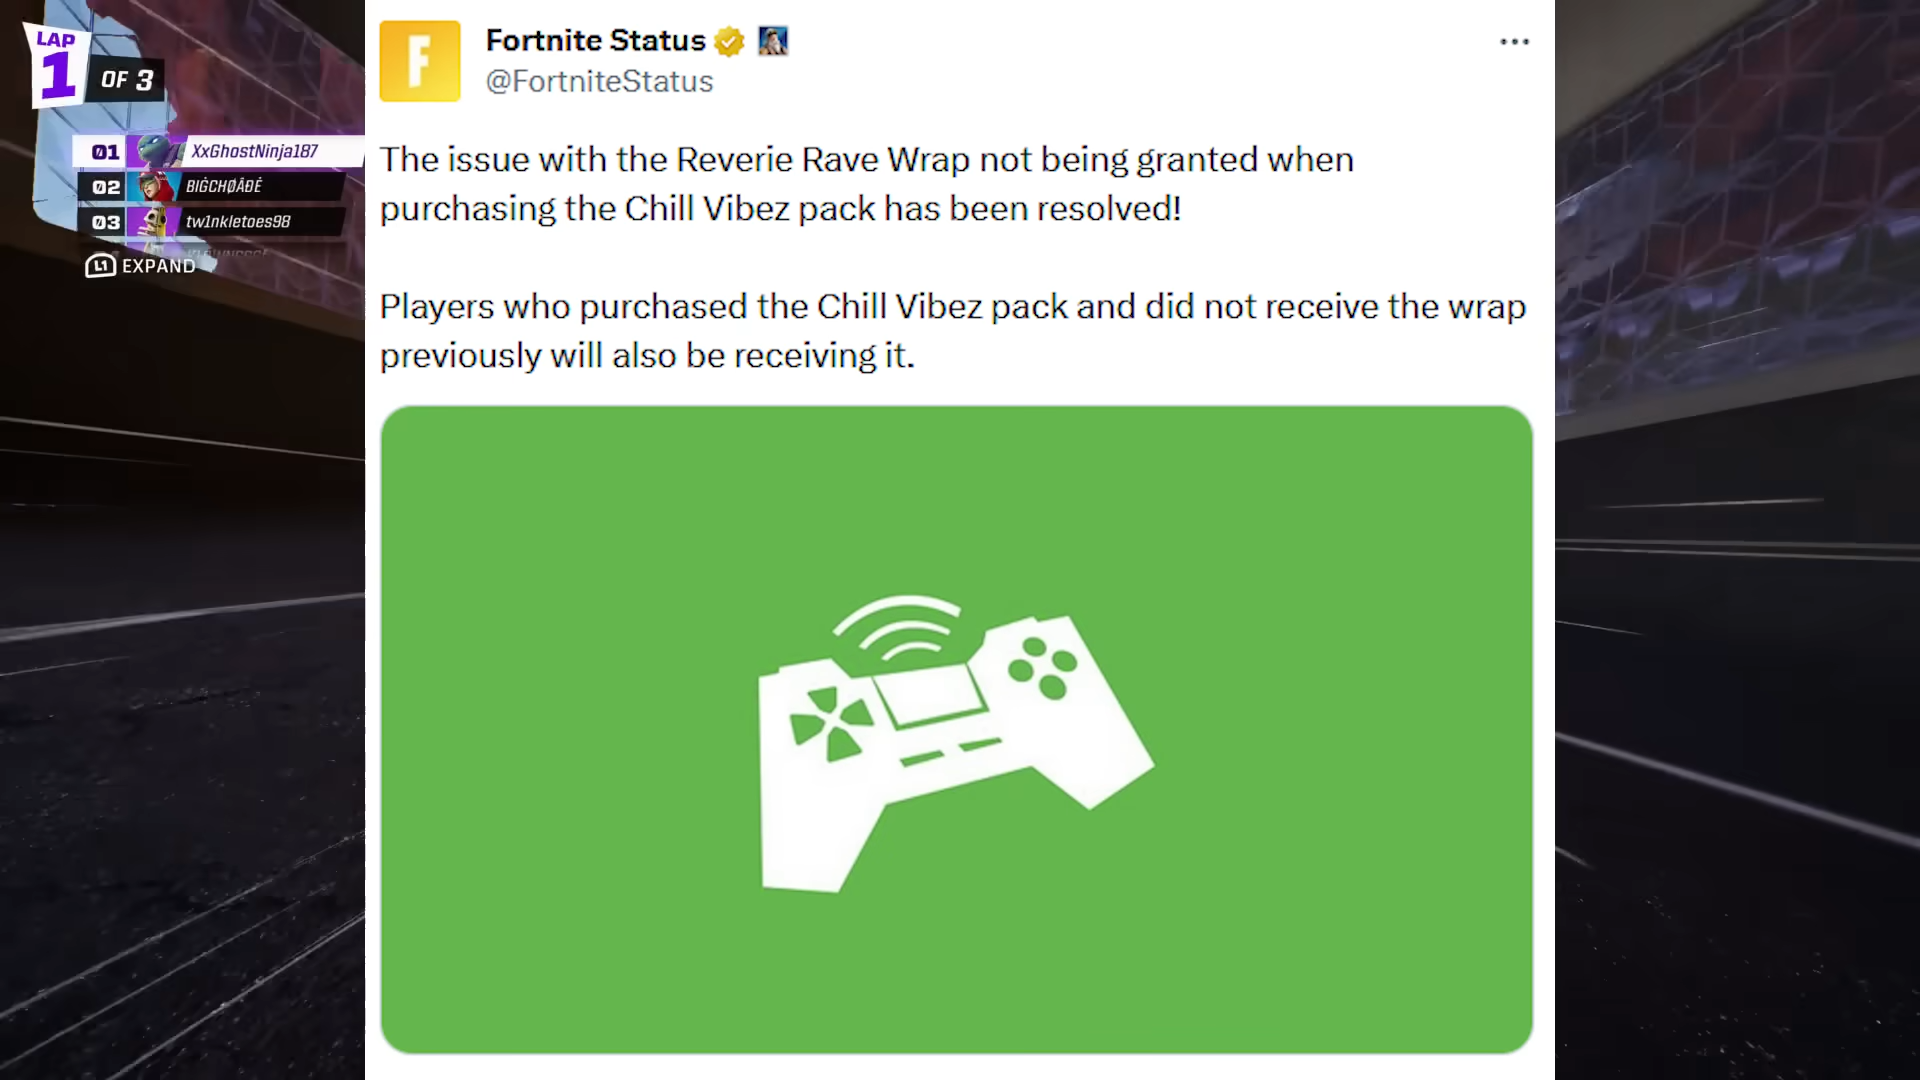 LAP
1 OF 3
01 XxGhostNinja187
02 BIĠCHØÂÐÈ
03 tw1nkletoes98
L1 EXPAND
F
Fortnite Status
@FortniteStatus
The issue with the Reverie Rave Wrap not being granted when
purchasing the Chill Vibez pack has been resolved!
Players who purchased the Chill Vibez pack and did not receive the wrap
previously will also be receiving it.